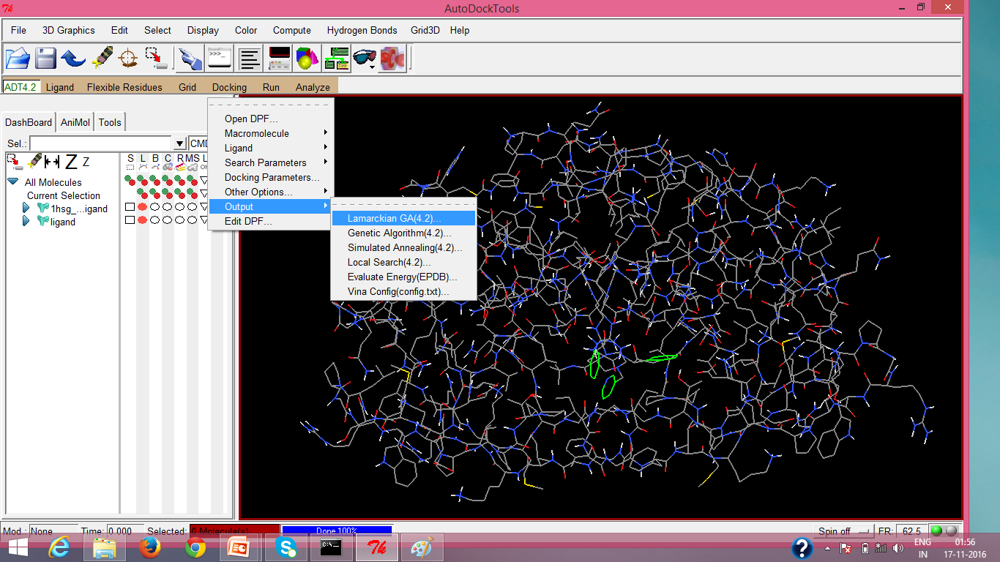 AutoDockTools
File 3D Graphics Edit Select Display Color Compute Hydrogen Bonds Grid3D Help
ADT4.2 Ligand Flexible Residues Grid Docking Run Analyze
Open DPF...
Macromolecule
Ligand
Search Parameters
Docking Parameters...
Other Options...
Output
Edit DPF...
Lamarckian GA(4.2)...
Genetic Algorithm(4.2)...
Simulated Annealing(4.2)...
Local Search(4.2)...
Evaluate Energy(EPDB)...
Vina Config(config.txt)...
DashBoard AniMol Tools
Sel.: CMD
Z Z S L B C R MS L
All Molecules
Current Selection
1hsg_...igand
ligand
Mod.: None Time: 0.000 Selected: 0 Molecule(s) Done 100% Spin off FR: 62.5
ENG 01:56
IN 17-11-2016